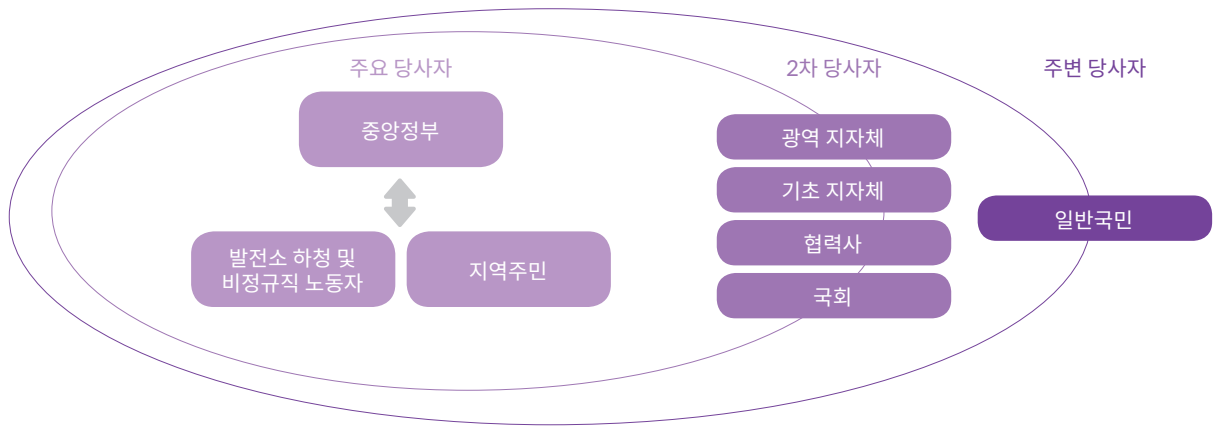 주요 당사자
중앙정부
발전소 하청 및
비정규직 노동자
지역주민
2차 당사자
광역 지자체
기초 지자체
협력사
국회
주변 당사자
일반국민